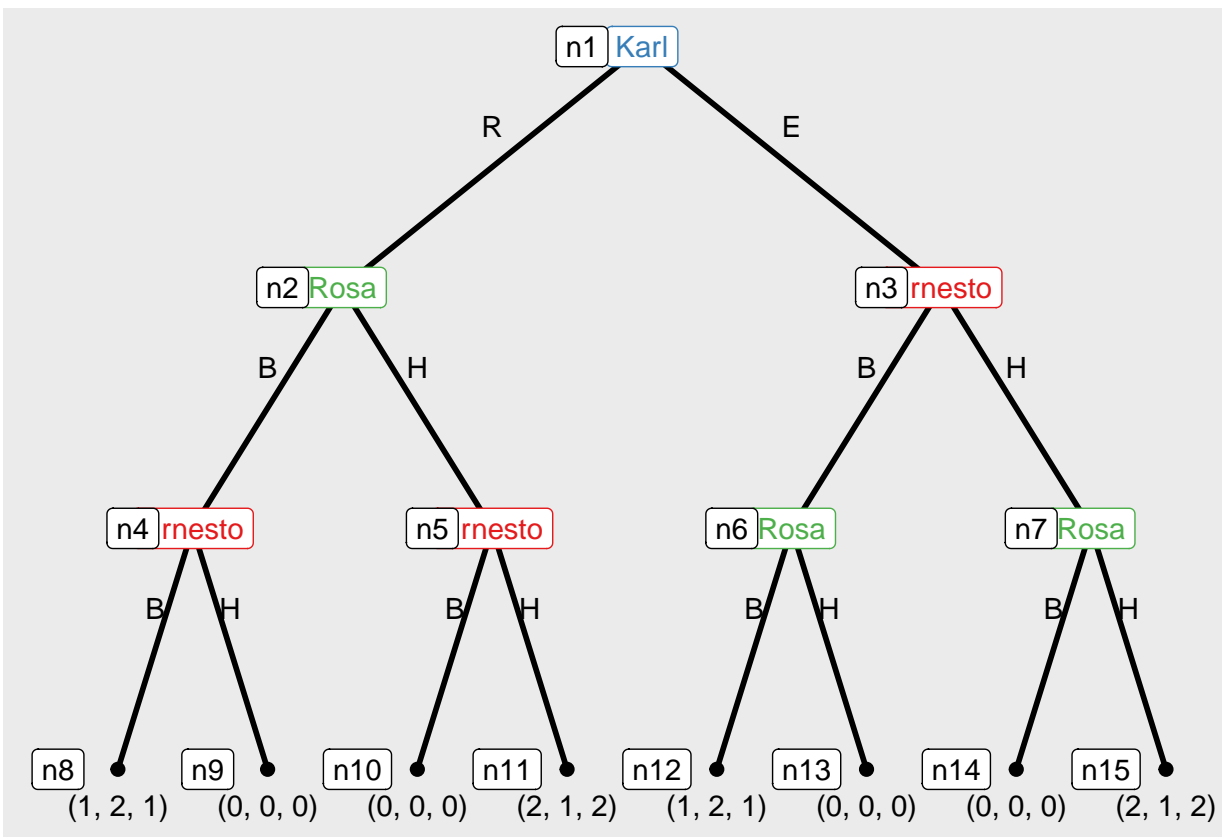 n1 Karl
R E
n2 Rosa n3 rnesto
B H B H
n4 rnesto n5 rnesto n6 Rosa n7 Rosa
B H B H B H B H
n8 n9 n10 n11 n12 n13 n14 n15
(1, 2, 1) (0, 0, 0) (0, 0, 0) (2, 1, 2) (1, 2, 1) (0, 0, 0) (0, 0, 0) (2, 1, 2)